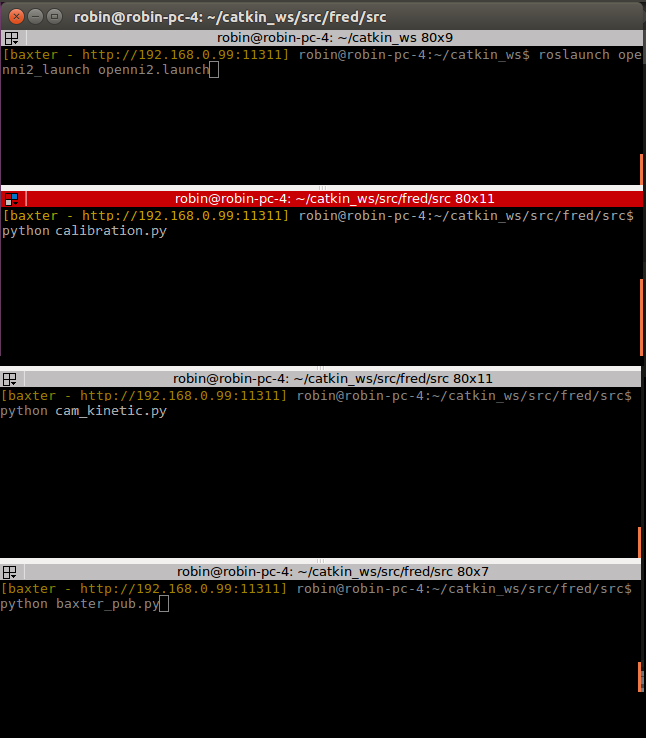 robin@robin-pc-4: ~/catkin_ws/src/fred/src
robin@robin-pc-4: ~/catkin_ws 80x9
[baxter - http://192.168.0.99:11311] robin@robin-pc-4:~/catkin_ws$ roslaunch ope
nni2_launch openni2.launch
robin@robin-pc-4: ~/catkin_ws/src/fred/src 80x11
[baxter - http://192.168.0.99:11311] robin@robin-pc-4:~/catkin_ws/src/fred/src$
python calibration.py
robin@robin-pc-4: ~/catkin_ws/src/fred/src 80x11
[baxter - http://192.168.0.99:11311] robin@robin-pc-4:~/catkin_ws/src/fred/src$
python cam_kinetic.py
robin@robin-pc-4: ~/catkin_ws/src/fred/src 80x7
[baxter - http://192.168.0.99:11311] robin@robin-pc-4:~/catkin_ws/src/fred/src$
python baxter_pub.py